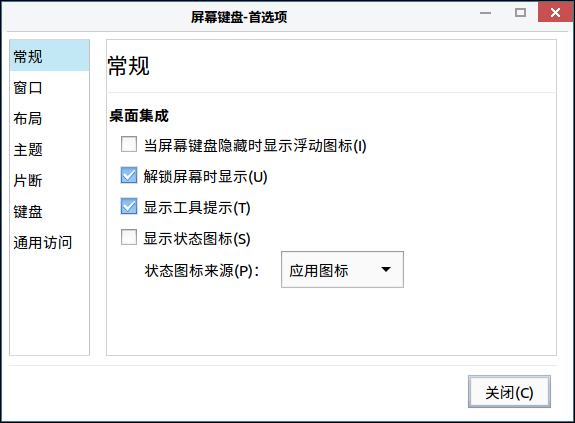 屏幕键盘-首选项
常规
窗口
布局
主题
片断
键盘
通用访问
常规
桌面集成
当屏幕键盘隐藏时显示浮动图标(I)
解锁屏幕时显示(U)
显示工具提示(T)
显示状态图标(S)
状态图标来源(P)： 应用图标
关闭(C)